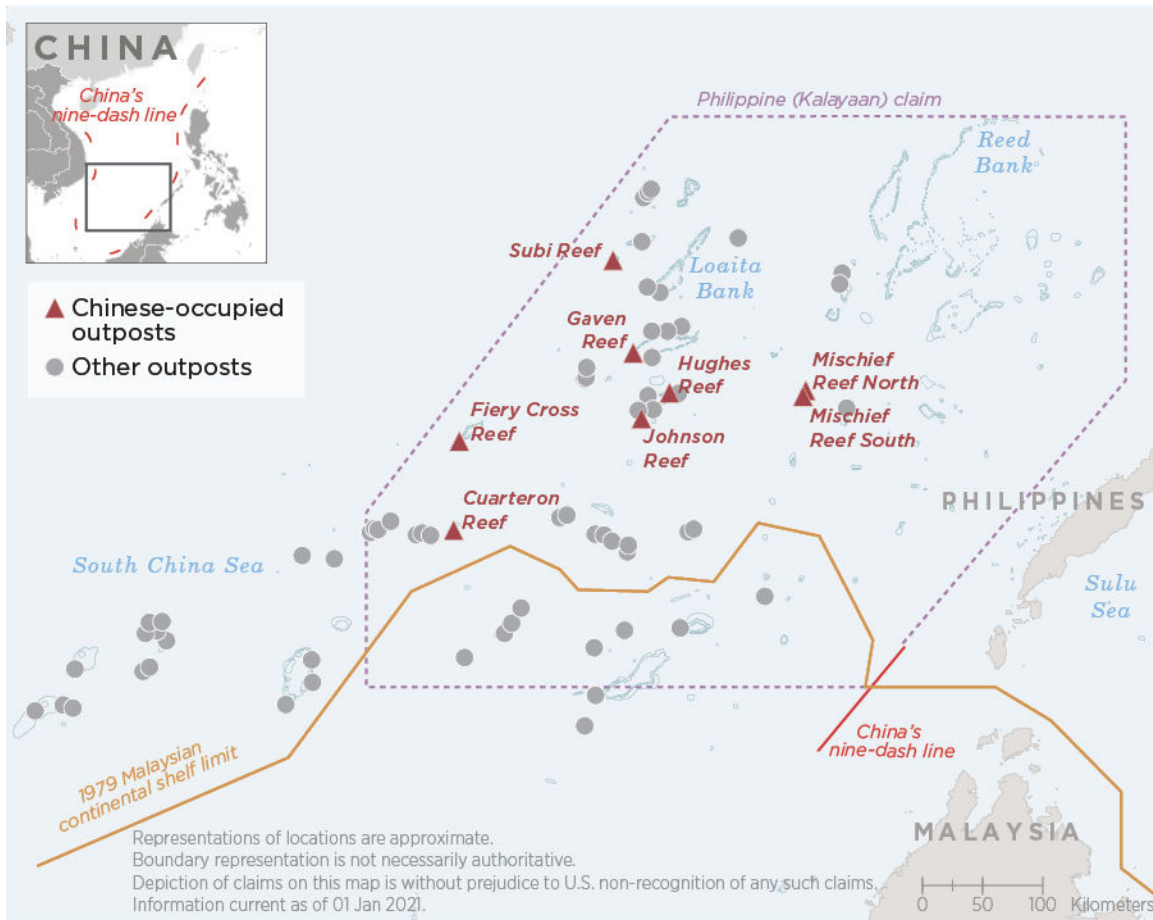 CHINA
China's
nine-dash line
Chinese-occupied
outposts
Other outposts
Philippine (Kalayaan) claim
Reed
Bank
Subi Reef
Loaita
Bank
Gaven
Reef
Hughes
Reef
Mischief
Reef North
Mischief
Reef South
Fiery Cross
Reef
Johnson
Reef
Cuarteron
Reef
PHILIPPINES
South China Sea
Sulu
Sea
China's
nine-dash line
1979 Malaysian
continental shelf limit
MALAYSIA
Representations of locations are approximate.
Boundary representation is not necessarily authoritative.
Depiction of claims on this map is without prejudice to U.S. non-recognition of any such claims.
Information current as of 01 Jan 2021.
0 50 100 Kilometers